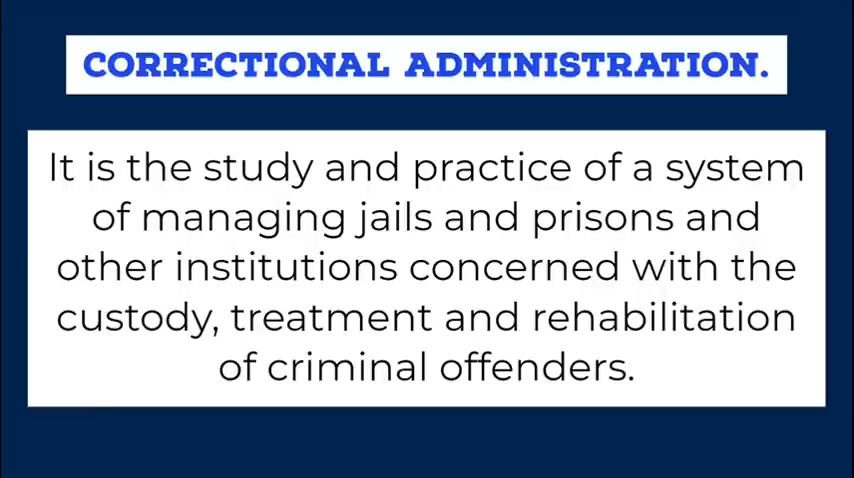 CORRECTIONAL ADMINISTRATION.
It is the study and practice of a system
of managing jails and prisons and
other institutions concerned with the
custody, treatment and rehabilitation
of criminal offenders.